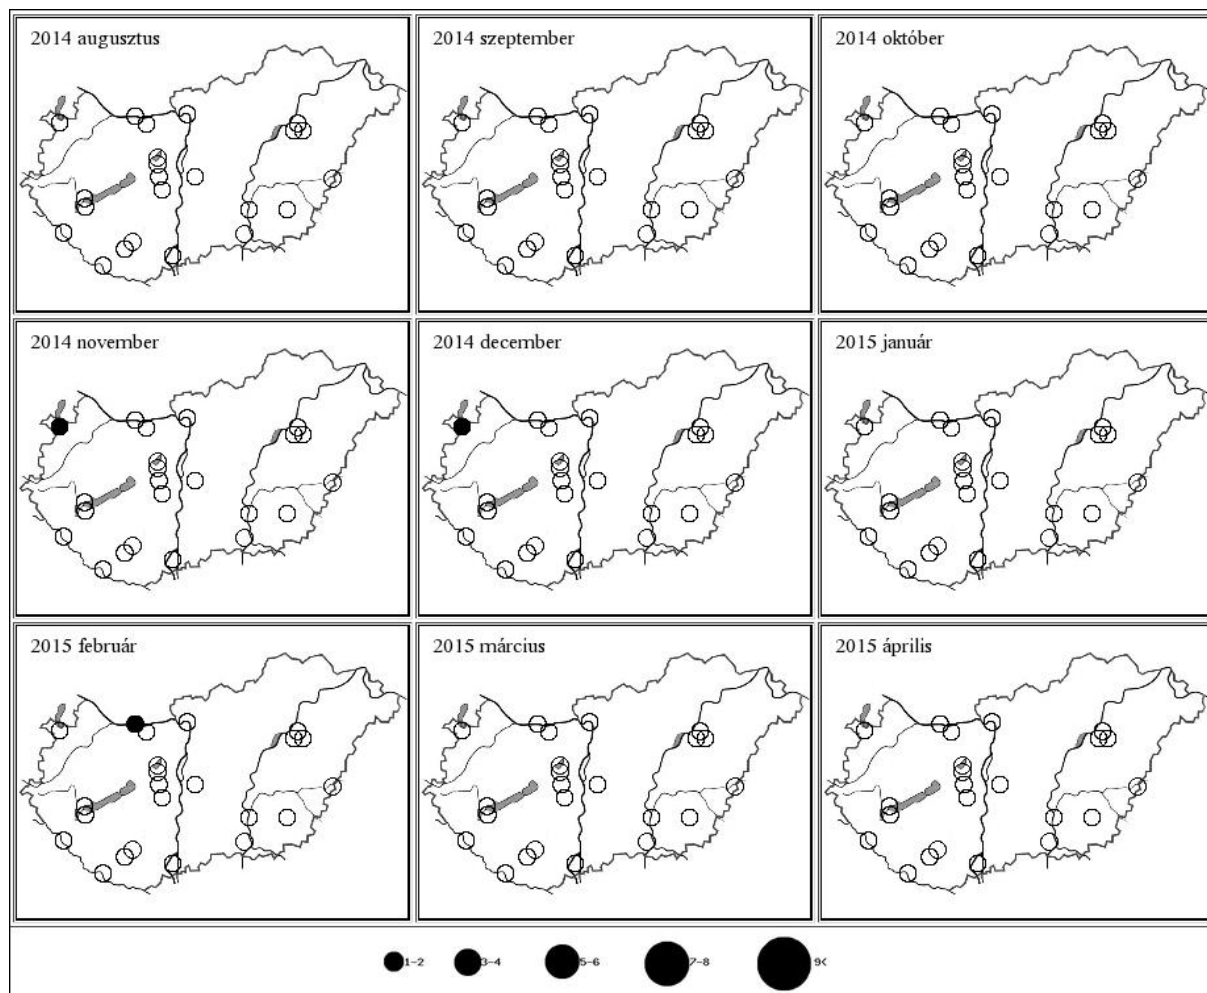 2014 augusztus
2014 szeptember
2014 október
2014 november
2014 december
2015 január
2015 február
2015 március
2015 április
1-2
3-4
5-6
7-8
9<